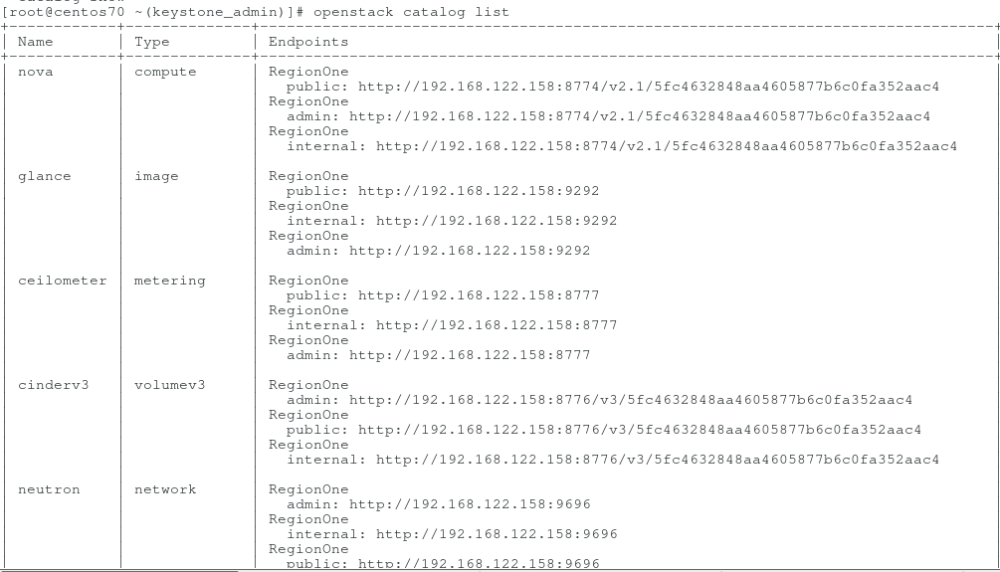 [root@centos70 ~(keystone_admin)]# openstack catalog list
Name Type Endpoints
nova compute RegionOne
public: http://192.168.122.158:8774/v2.1/5fc4632848aa4605877b6c0fa352aac4
RegionOne
admin: http://192.168.122.158:8774/v2.1/5fc4632848aa4605877b6c0fa352aac4
RegionOne
internal: http://192.168.122.158:8774/v2.1/5fc4632848aa4605877b6c0fa352aac4
glance image RegionOne
public: http://192.168.122.158:9292
RegionOne
internal: http://192.168.122.158:9292
RegionOne
admin: http://192.168.122.158:9292
ceilometer metering RegionOne
public: http://192.168.122.158:8777
RegionOne
internal: http://192.168.122.158:8777
RegionOne
admin: http://192.168.122.158:8777
cinderv3 volumev3 RegionOne
admin: http://192.168.122.158:8776/v3/5fc4632848aa4605877b6c0fa352aac4
RegionOne
public: http://192.168.122.158:8776/v3/5fc4632848aa4605877b6c0fa352aac4
RegionOne
internal: http://192.168.122.158:8776/v3/5fc4632848aa4605877b6c0fa352aac4
neutron network RegionOne
admin: http://192.168.122.158:9696
RegionOne
internal: http://192.168.122.158:9696
RegionOne
public: http://192.168.122.158:9696